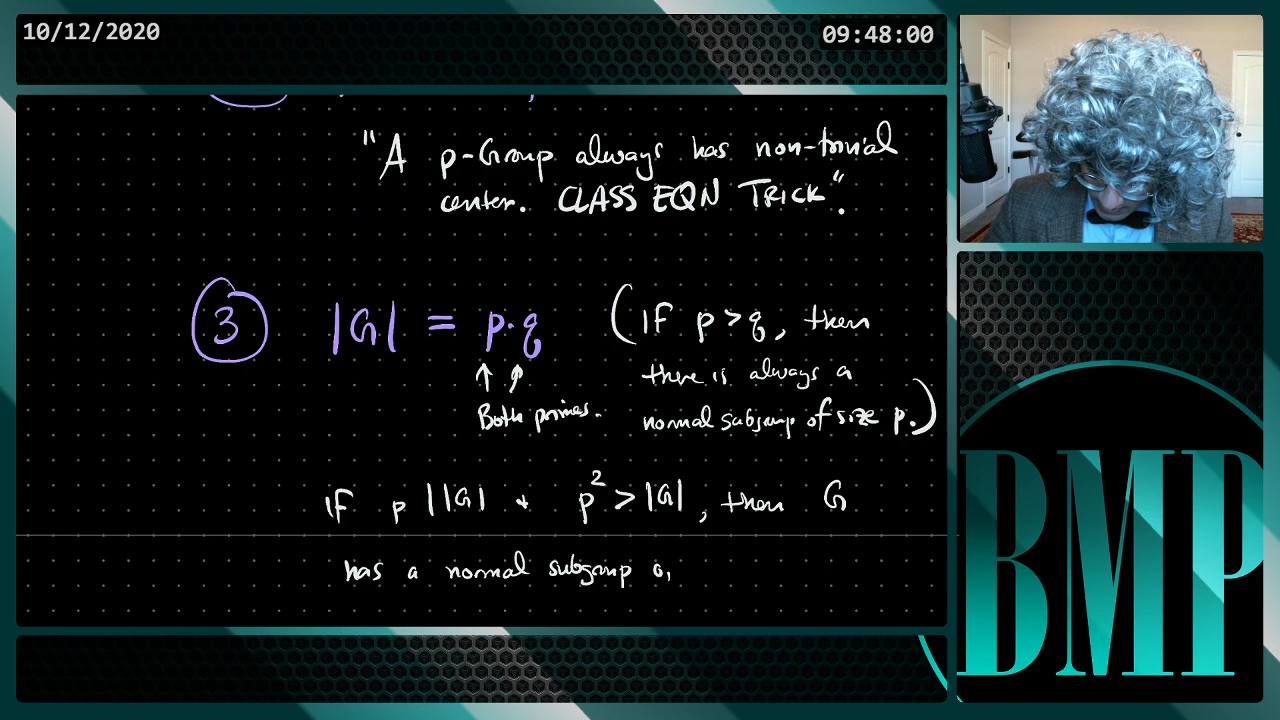 10/12/2020
09:48:00
"A p-Group always has non-trivial
center. CLASS EQN TRICK".
3 |G| = p·q (IF p>q, then
there is always a
Both primes. normal subgroup of size p.)
IF p | |G| + p²>|G|, then G
has a normal subgroup o
BMP